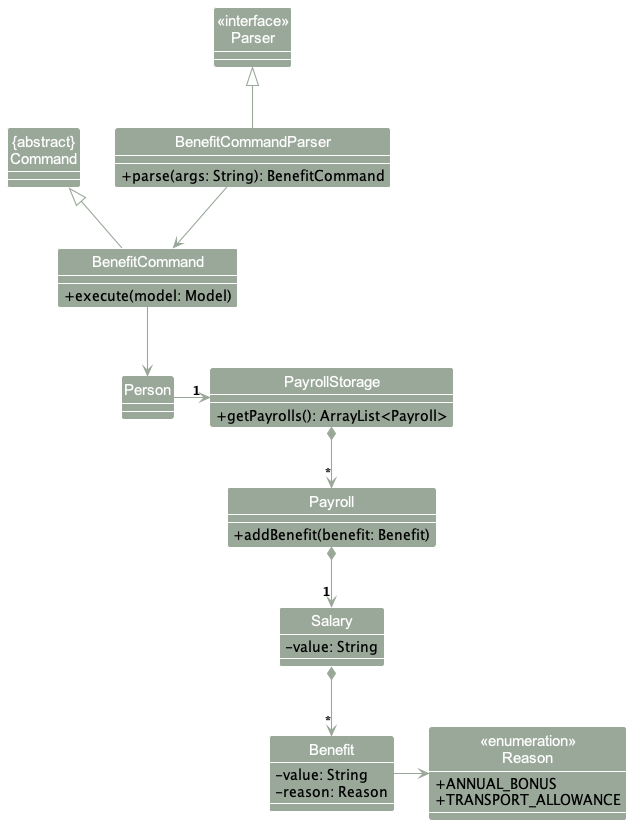 «interface»
Parser
{abstract}
Command
BenefitCommandParser
+parse(args: String): BenefitCommand
BenefitCommand
+execute(model: Model)
Person
1
PayrollStorage
+getPayrolls(): ArrayList<Payroll>
*
Payroll
+addBenefit(benefit: Benefit)
1
Salary
-value: String
*
Benefit
-value: String
-reason: Reason
«enumeration»
Reason
+ANNUAL_BONUS
+TRANSPORT_ALLOWANCE